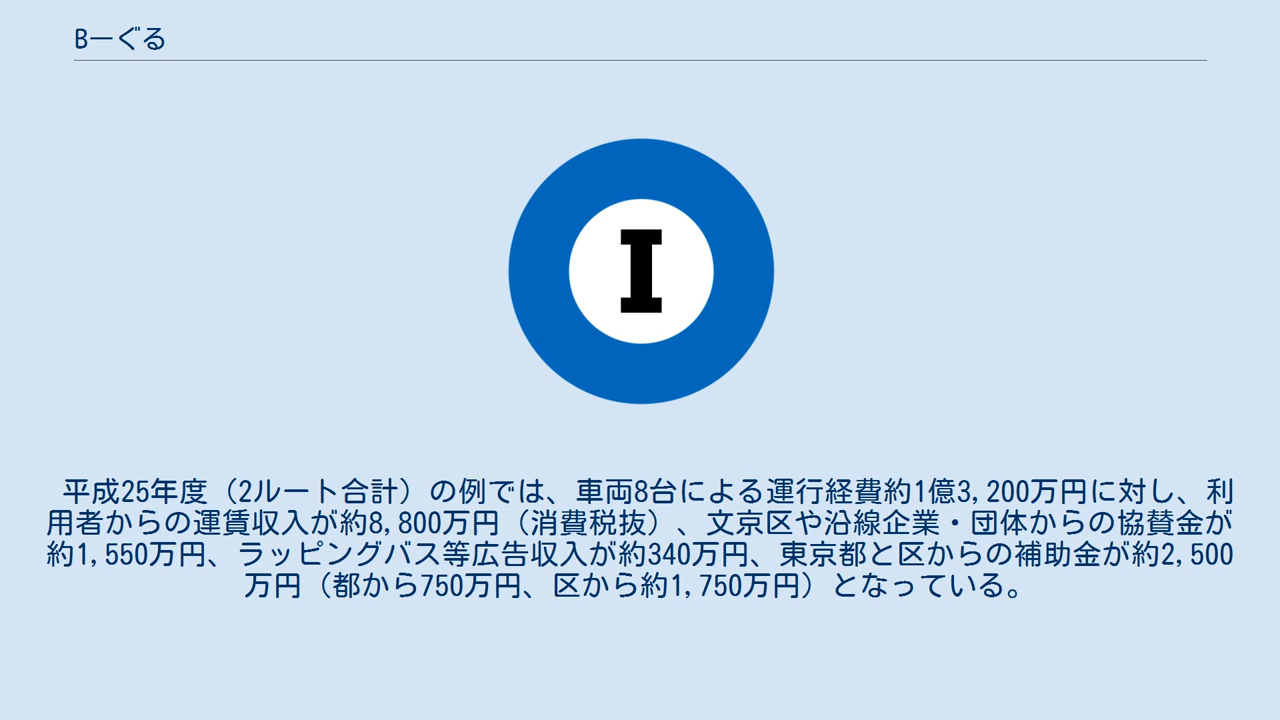 Bーぐる
I
平成25年度（2ルート合計）の例では、車両8台による運行経費約1億3,200万円に対し、利
用者からの運賃収入が約8,800万円（消費税抜）、文京区や沿線企業・団体からの協賛金が
約1,550万円、ラッピングバス等広告収入が約340万円、東京都と区からの補助金が約2,500
万円（都から750万円、区から約1,750万円）となっている。